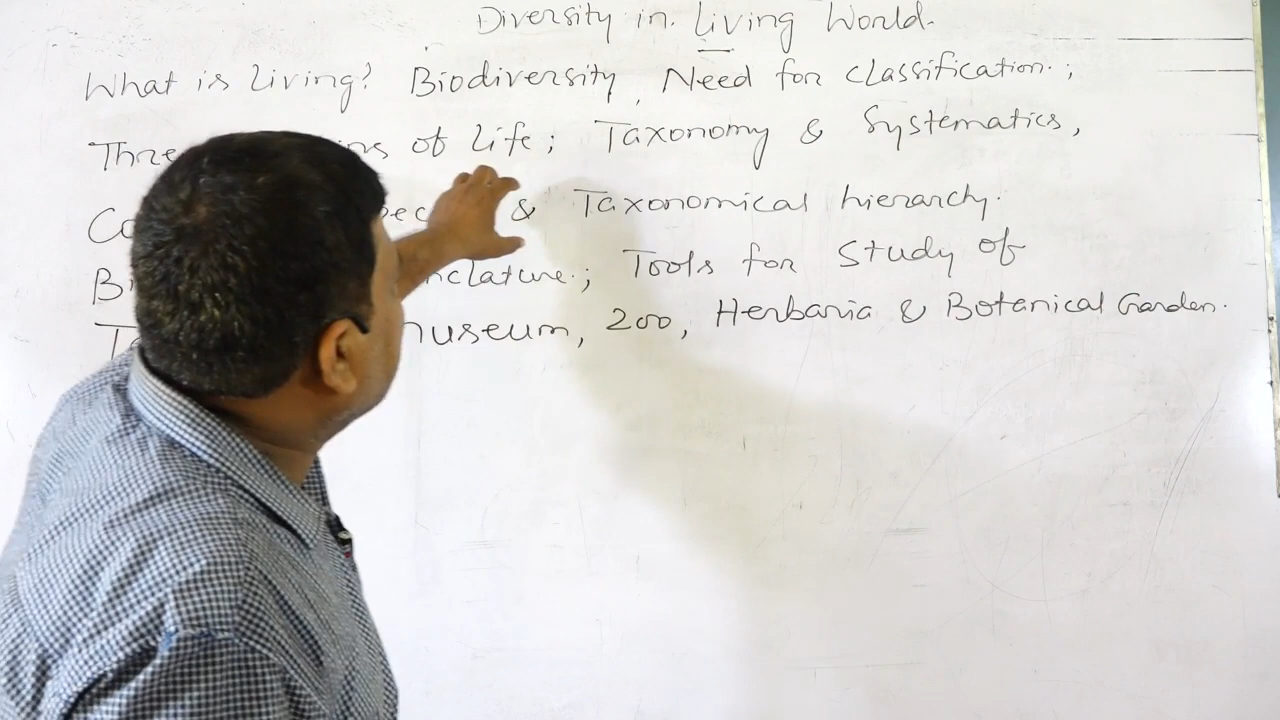 Diversity in Living World.
What is Living? Biodiversity, Need for classification.;
of Life; Taxonomy & Systematics,
& Taxonomical hierarchy.
Tools for Study of
museum, Zoo, Herbaria & Botanical Garden.